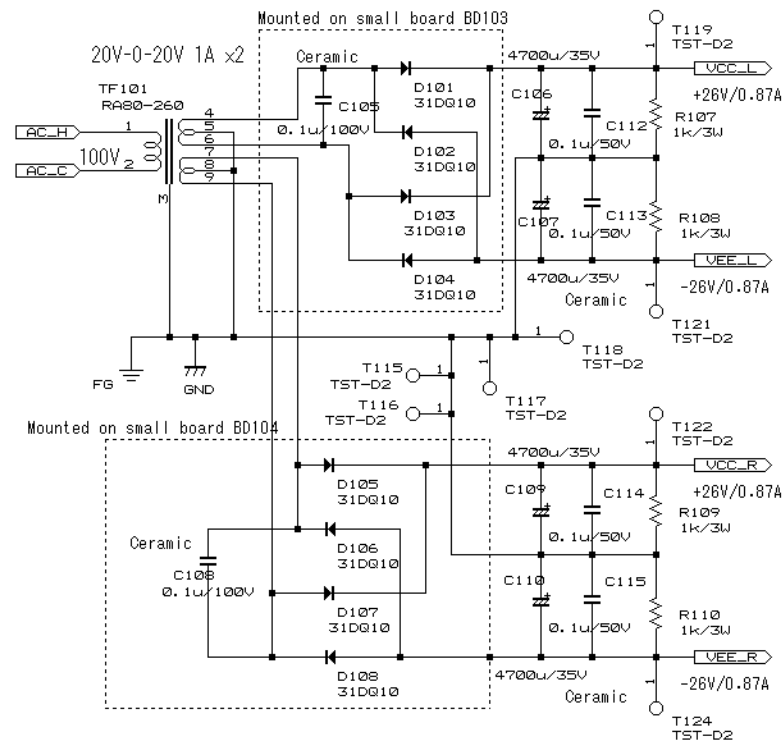 Mounted on small board BD103
T119
TST-D2
1
20V-0-20V 1A x2
Ceramic
4700u/35V
VCC_L
+26V/0.87A
TF101
RA80-260
D101
31DQ10
C106
C105
0.1u/100V
C112
0.1u/50V
R107
1k/3W
AC_H
1
4
5
6
7
8
9
100V
2
AC_C
M
D102
31DQ10
D103
31DQ10
C107
C113
0.1u/50V
R108
1k/3W
D104
31DQ10
4700u/35V
VEE_L
-26V/0.87A
Ceramic
1
T121
TST-D2
1
T118
TST-D2
FG
GND
T115
TST-D2
1
1
T117
TST-D2
T116
TST-D2
1
Mounted on small board BD104
T122
TST-D2
1
4700u/35V
VCC_R
+26V/0.87A
D105
31DQ10
C109
C114
0.1u/50V
R109
1k/3W
Ceramic
D106
31DQ10
C108
0.1u/100V
C110
C115
0.1u/50V
D107
31DQ10
R110
1k/3W
D108
31DQ10
4700u/35V
VEE_R
-26V/0.87A
Ceramic
1
T124
TST-D2